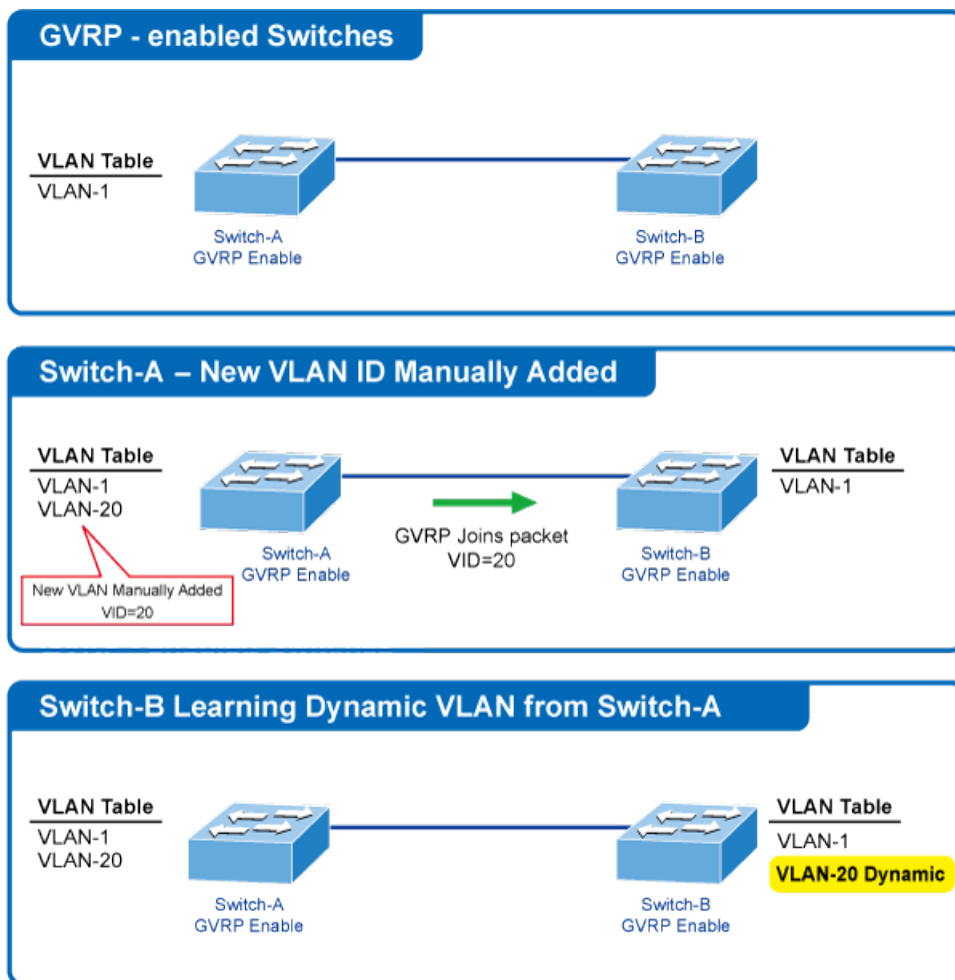 GVRP - enabled Switches
VLAN Table
VLAN-1
Switch-A
GVRP Enable
Switch-B
GVRP Enable
Switch-A – New VLAN ID Manually Added
VLAN Table
VLAN-1
VLAN-20
New VLAN Manually Added
VID=20
Switch-A
GVRP Enable
GVRP Joins packet
VID=20
Switch-B
GVRP Enable
VLAN Table
VLAN-1
Switch-B Learning Dynamic VLAN from Switch-A
VLAN Table
VLAN-1
VLAN-20
Switch-A
GVRP Enable
Switch-B
GVRP Enable
VLAN Table
VLAN-1
VLAN-20 Dynamic